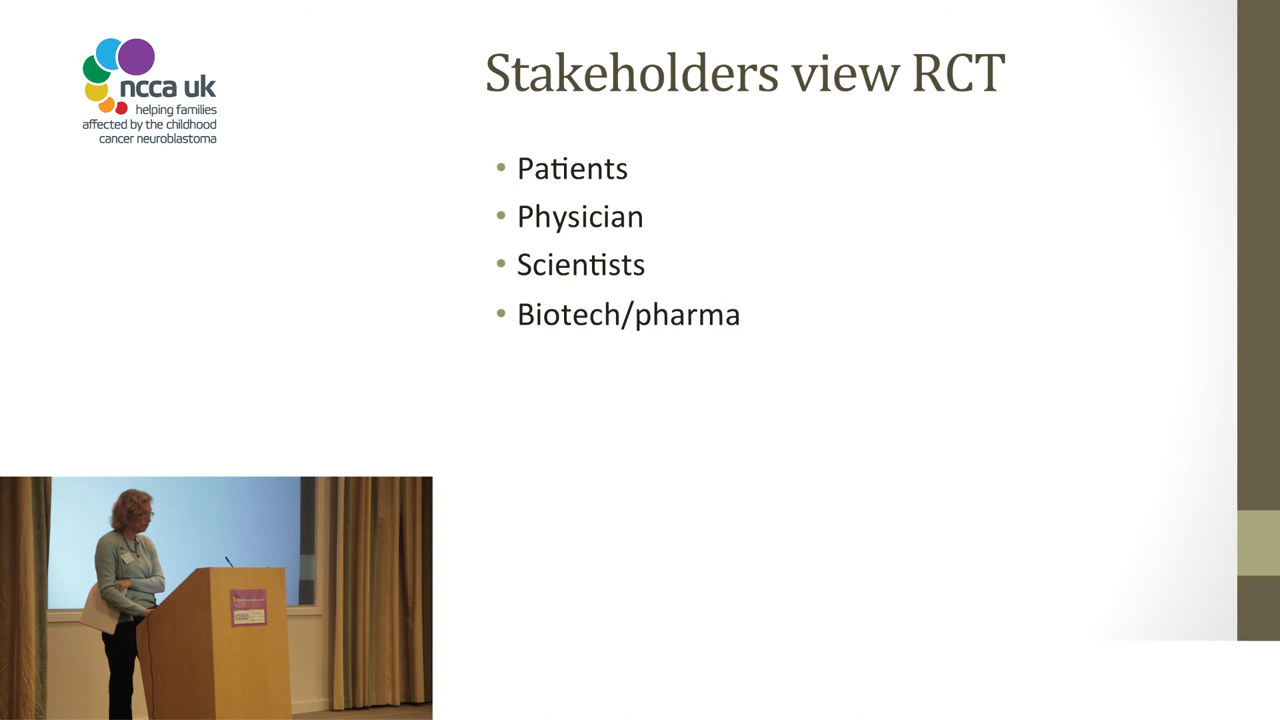 ncca uk
helping families
affected by the childhood
cancer neuroblastoma
Stakeholders view RCT
• Patients
• Physician
• Scientists
• Biotech/pharma